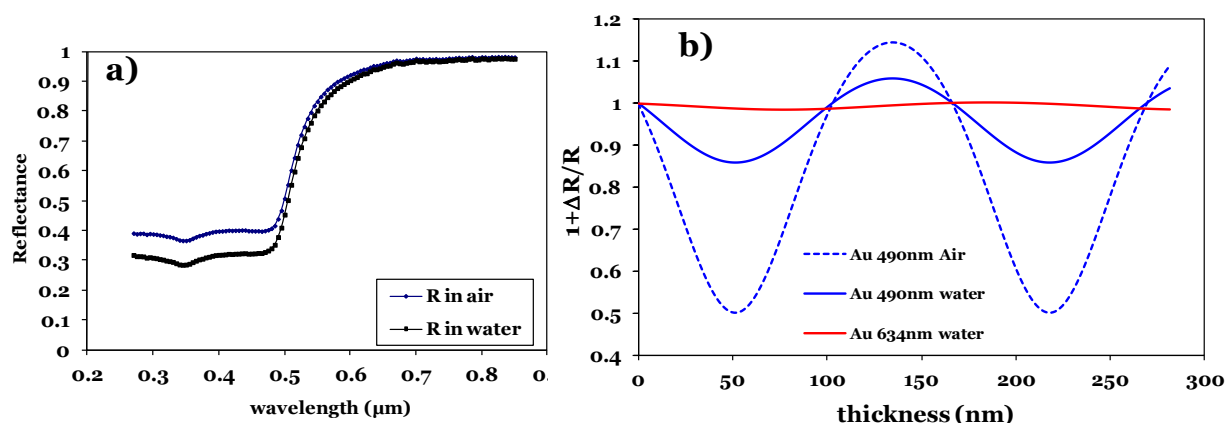 a)
Reflectance
1
0.9
0.8
0.7
0.6
0.5
0.4
0.3
0.2
0.1
0
R in air
R in water
0.2 0.3 0.4 0.5 0.6 0.7 0.8 0.
wavelength (µm)
b)
1+ΔR/R
1.2
1.1
1
0.9
0.8
0.7
0.6
0.5
0.4
Au 490nm Air
Au 490nm water
Au 634nm water
0 50 100 150 200 250 300
thickness (nm)